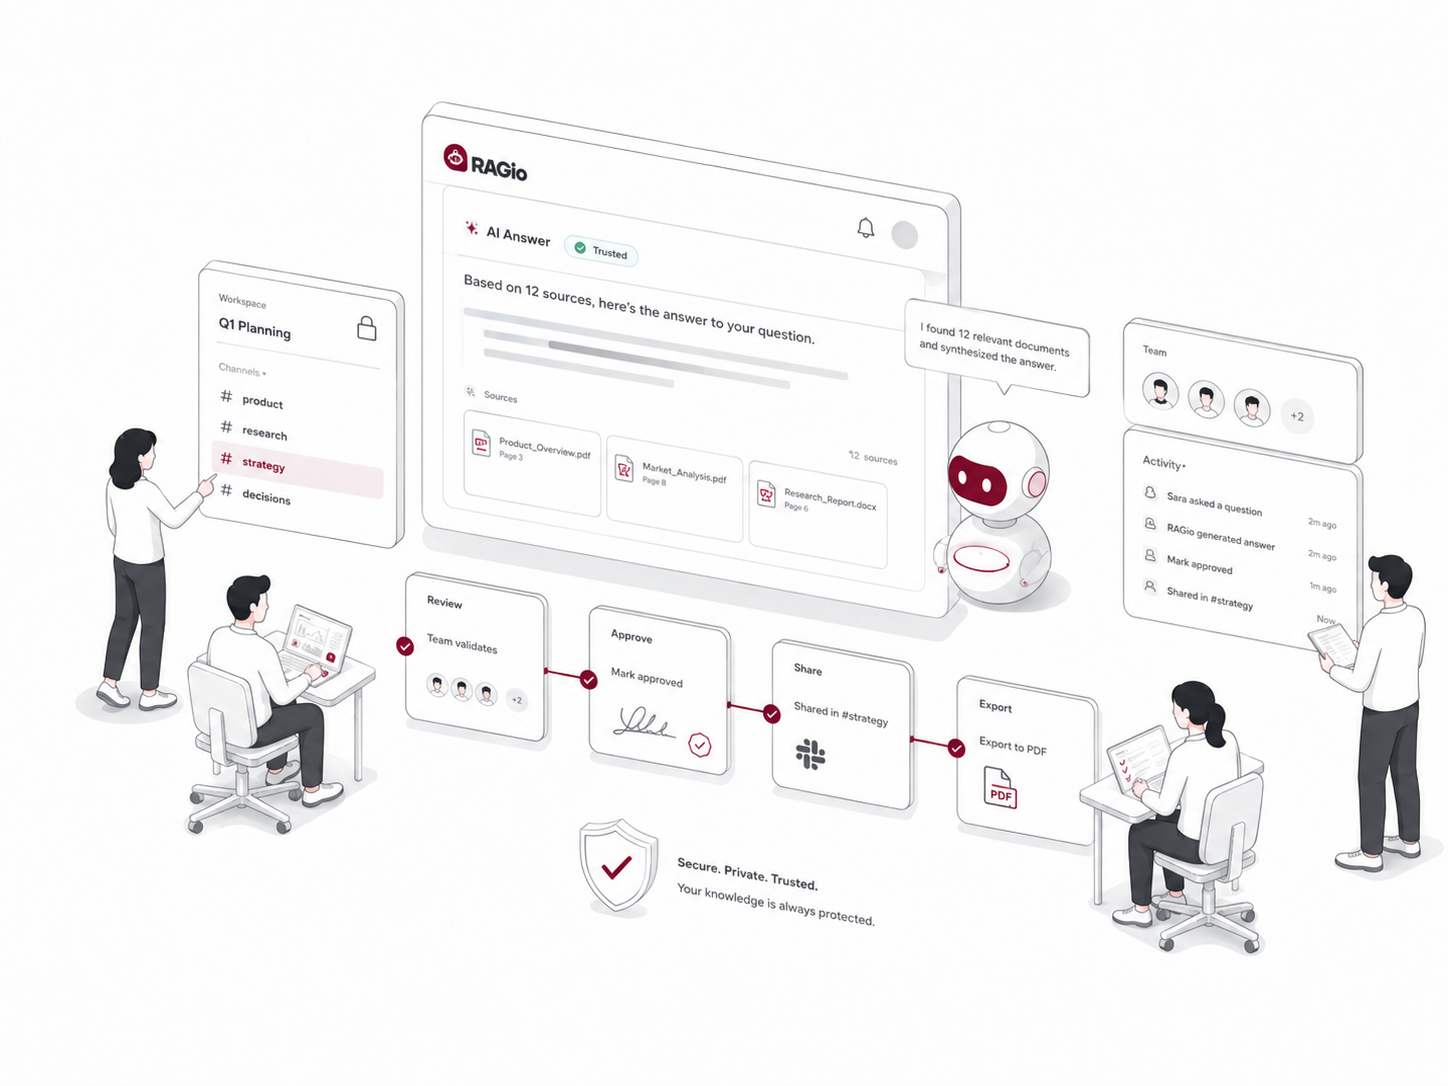 RAGio
AI Answer
Trusted
Based on 12 sources, here's the answer to your question.
Sources
12 sources
Product_Overview.pdf
Page 3
Market_Analysis.pdf
Page 8
Research_Report.docx
Page 6
Workspace
Q1 Planning
Channels
# product
# research
# strategy
# decisions
I found 12 relevant documents
and synthesized the answer.
Team
+2
Activity
Sara asked a question
2m ago
RAGio generated answer
2m ago
Mark approved
1m ago
Shared in #strategy
Now
Review
Team validates
+2
Approve
Mark approved
Share
Shared in #strategy
Export
Export to PDF
PDF
Secure. Private. Trusted.
Your knowledge is always protected.